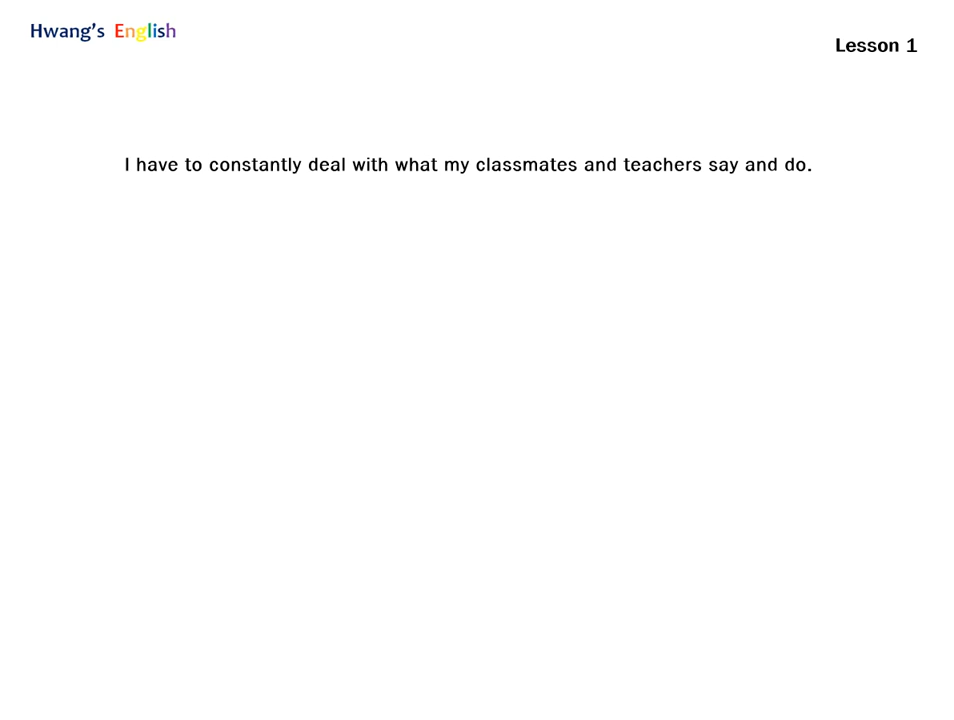 Hwang's English
Lesson 1
I have to constantly deal with what my classmates and teachers say and do.